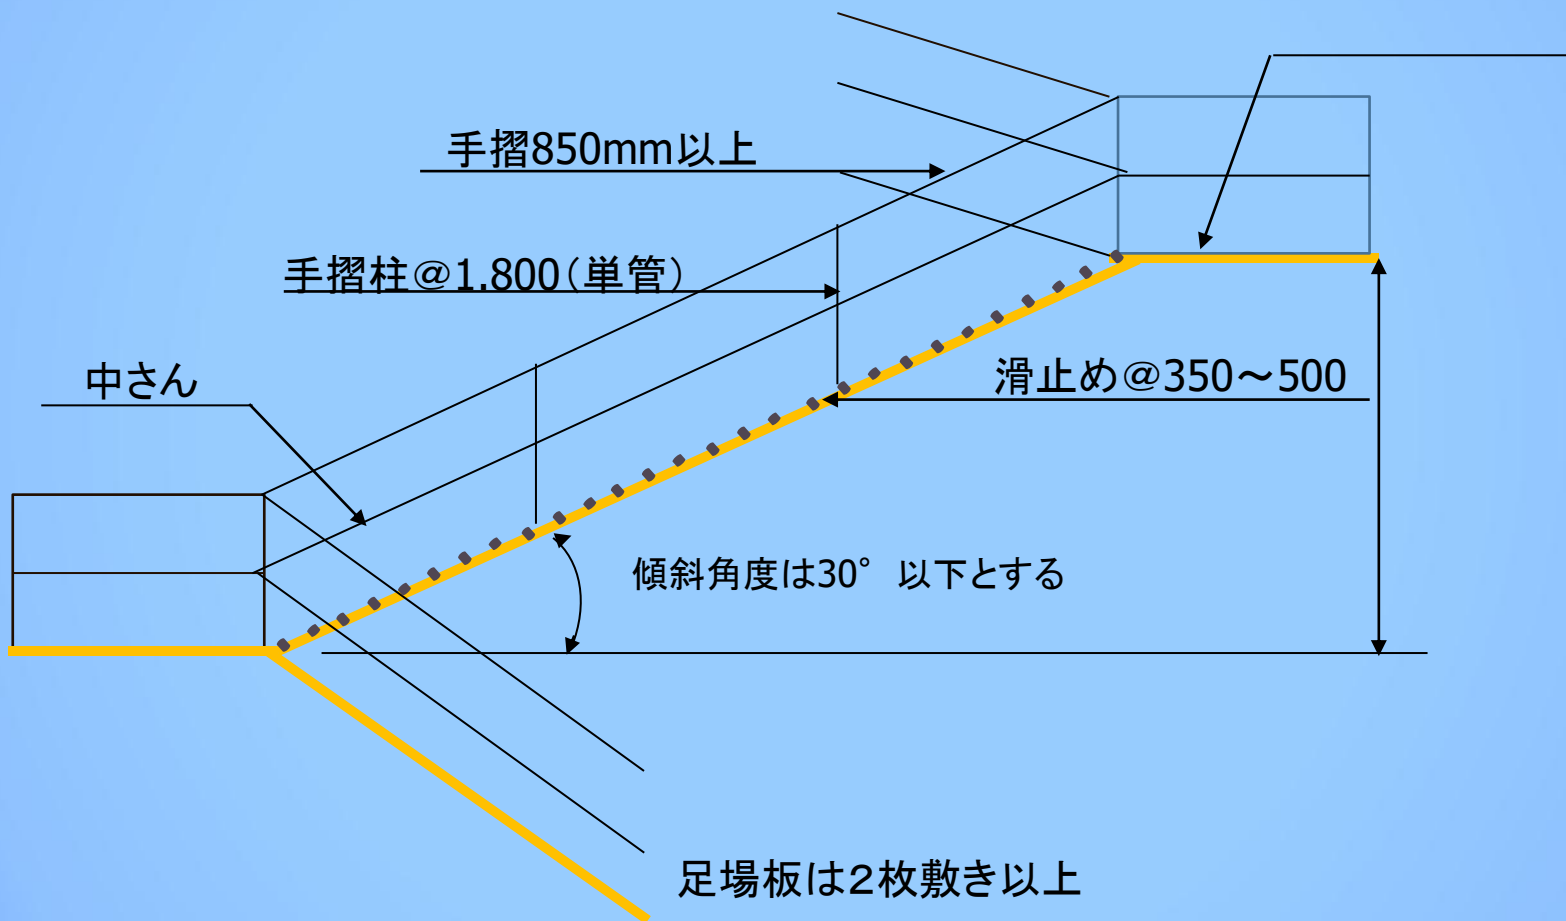 手摺850mm以上
手摺柱＠1.800（単管）
中さん
滑止め＠350～500
傾斜角度は30°以下とする
足場板は２枚敷き以上